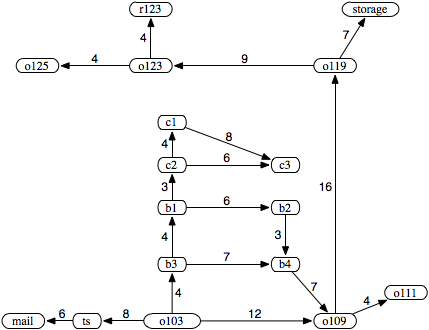 r123 storage
4 7
o125 4 o123 9 o119
c1
4 8
c2 6 c3
3 16
b1 6 b2
4 3
b3 7 b4
4 7 4 o111
mail 6 ts 8 o103 12 o109